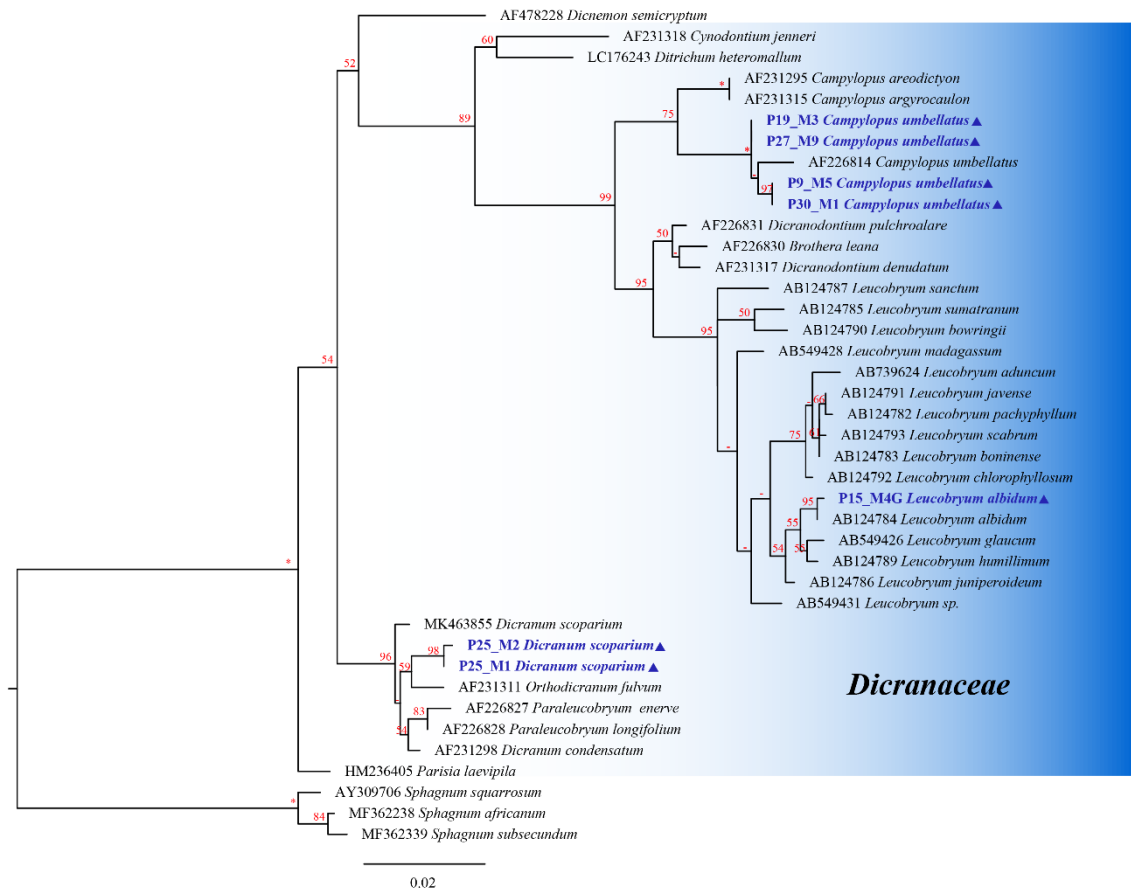 AF478228 Dicnemon semicryptum
52
60
AF231318 Cynodontium jenneri
LC176243 Ditrichum heteromallum
89
AF231295 Campylopus areodictyon
*
AF231315 Campylopus argyrocaulon
75
P19_M3 Campylopus umbellatus▲
P27_M9 Campylopus umbellatus▲
*
AF226814 Campylopus umbellatus
-
97
P9_M5 Campylopus umbellatus▲
P30_M1 Campylopus umbellatus▲
99
AF226831 Dicranodontium pulchroalare
50
AF226830 Brothera leana
-
AF231317 Dicranodontium denudatum
95
AB124787 Leucobryum sanctum
AB124785 Leucobryum sumatranum
50
AB124790 Leucobryum bowringii
95
AB549428 Leucobryum madagassum
54
AB739624 Leucobryum aduncum
AB124791 Leucobryum javense
-
66
AB124782 Leucobryum pachyphyllum
75
61
AB124793 Leucobryum scabrum
-
AB124783 Leucobryum boninense
AB124792 Leucobryum chlorophyllosum
-
P15_M4G Leucobryum albidum▲
95
AB124784 Leucobryum albidum
55
AB549426 Leucobryum glaucum
-
54
55
AB124789 Leucobryum humillimum
*
AB124786 Leucobryum juniperoideum
AB549431 Leucobryum sp.
MK463855 Dicranum scoparium
P25_M2 Dicranum scoparium▲
98
96
59
P25_M1 Dicranum scoparium▲
AF231311 Orthodicranum fulvum
Dicranaceae
-
AF226827 Paraleucobryum enerve
83
AF226828 Paraleucobryum longifolium
54
AF231298 Dicranum condensatum
HM236405 Parisia laevipila
AY309706 Sphagnum squarrosum
*
MF362238 Sphagnum africanum
84
MF362339 Sphagnum subsecundum
0.02